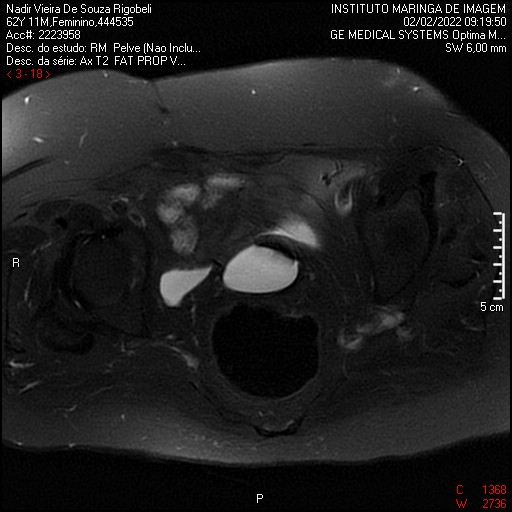 Nadir Vieira De Souza Rigobeli
62Y 11M,Feminino,444535
Acc#: 2223958
Desc. do estudo: RM Pelve (Nao Inclu...
Desc. da série: Ax T2 FAT PROP V...
< 3 - 18 >
INSTITUTO MARINGA DE IMAGEM
02/02/2022 09:19:50
GE MEDICAL SYSTEMS Optima M...
SW 6,00 mm
R
5 cm
P
C 1368
W 2736